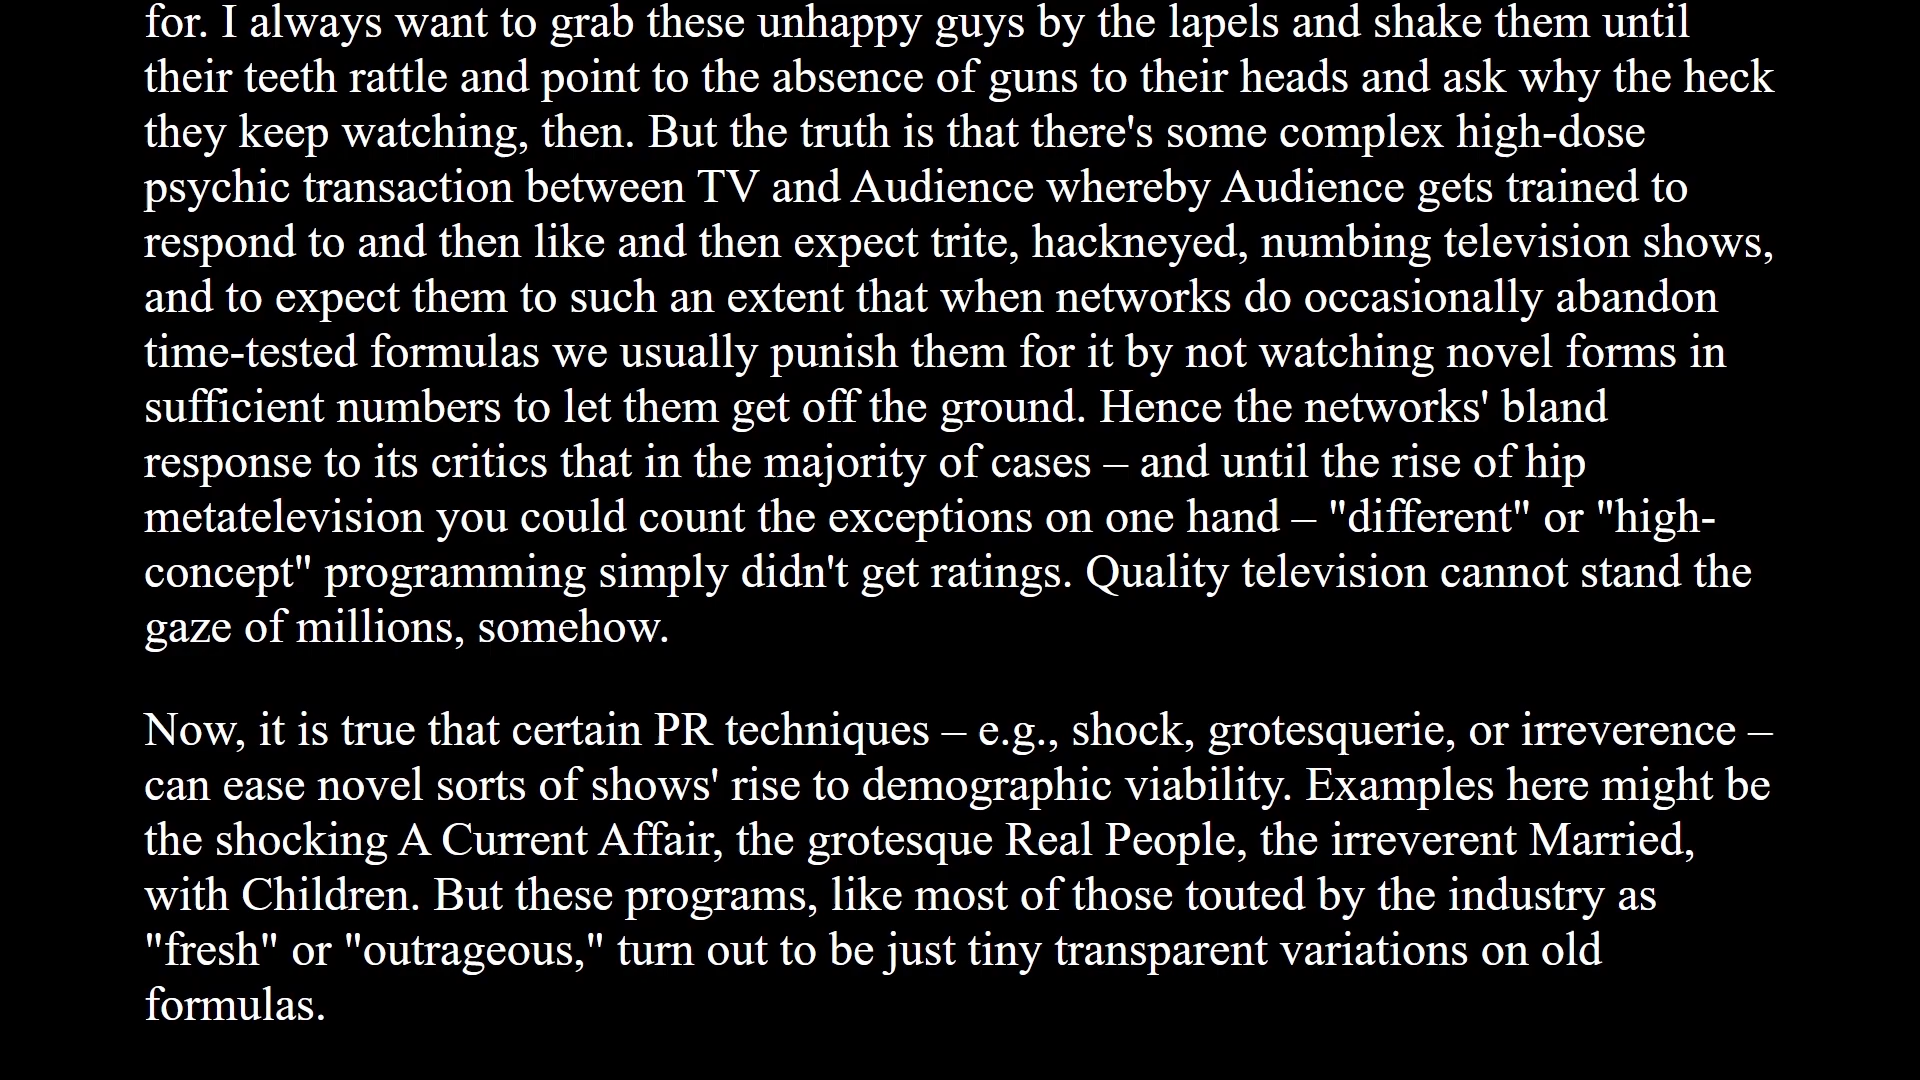 for. I always want to grab these unhappy guys by the lapels and shake them until
their teeth rattle and point to the absence of guns to their heads and ask why the heck
they keep watching, then. But the truth is that there's some complex high-dose
psychic transaction between TV and Audience whereby Audience gets trained to
respond to and then like and then expect trite, hackneyed, numbing television shows,
and to expect them to such an extent that when networks do occasionally abandon
time-tested formulas we usually punish them for it by not watching novel forms in
sufficient numbers to let them get off the ground. Hence the networks' bland
response to its critics that in the majority of cases – and until the rise of hip
metatelevision you could count the exceptions on one hand – "different" or "high-
concept" programming simply didn't get ratings. Quality television cannot stand the
gaze of millions, somehow.
Now, it is true that certain PR techniques – e.g., shock, grotesquerie, or irreverence –
can ease novel sorts of shows' rise to demographic viability. Examples here might be
the shocking A Current Affair, the grotesque Real People, the irreverent Married,
with Children. But these programs, like most of those touted by the industry as
"fresh" or "outrageous," turn out to be just tiny transparent variations on old
formulas.